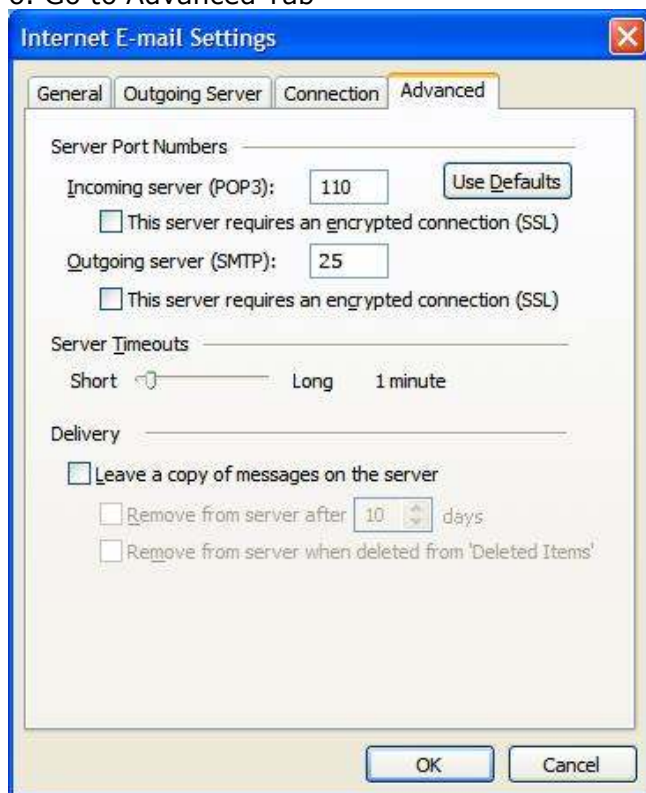 6. Go to Advanced Tab
Internet E-mail Settings
General Outgoing Server Connection Advanced
Server Port Numbers
Incoming server (POP3): 110 Use Defaults
This server requires an encrypted connection (SSL)
Outgoing server (SMTP): 25
This server requires an encrypted connection (SSL)
Server Timeouts
Short Long 1 minute
Delivery
Leave a copy of messages on the server
Remove from server after 10 days
Remove from server when deleted from 'Deleted Items'
OK Cancel